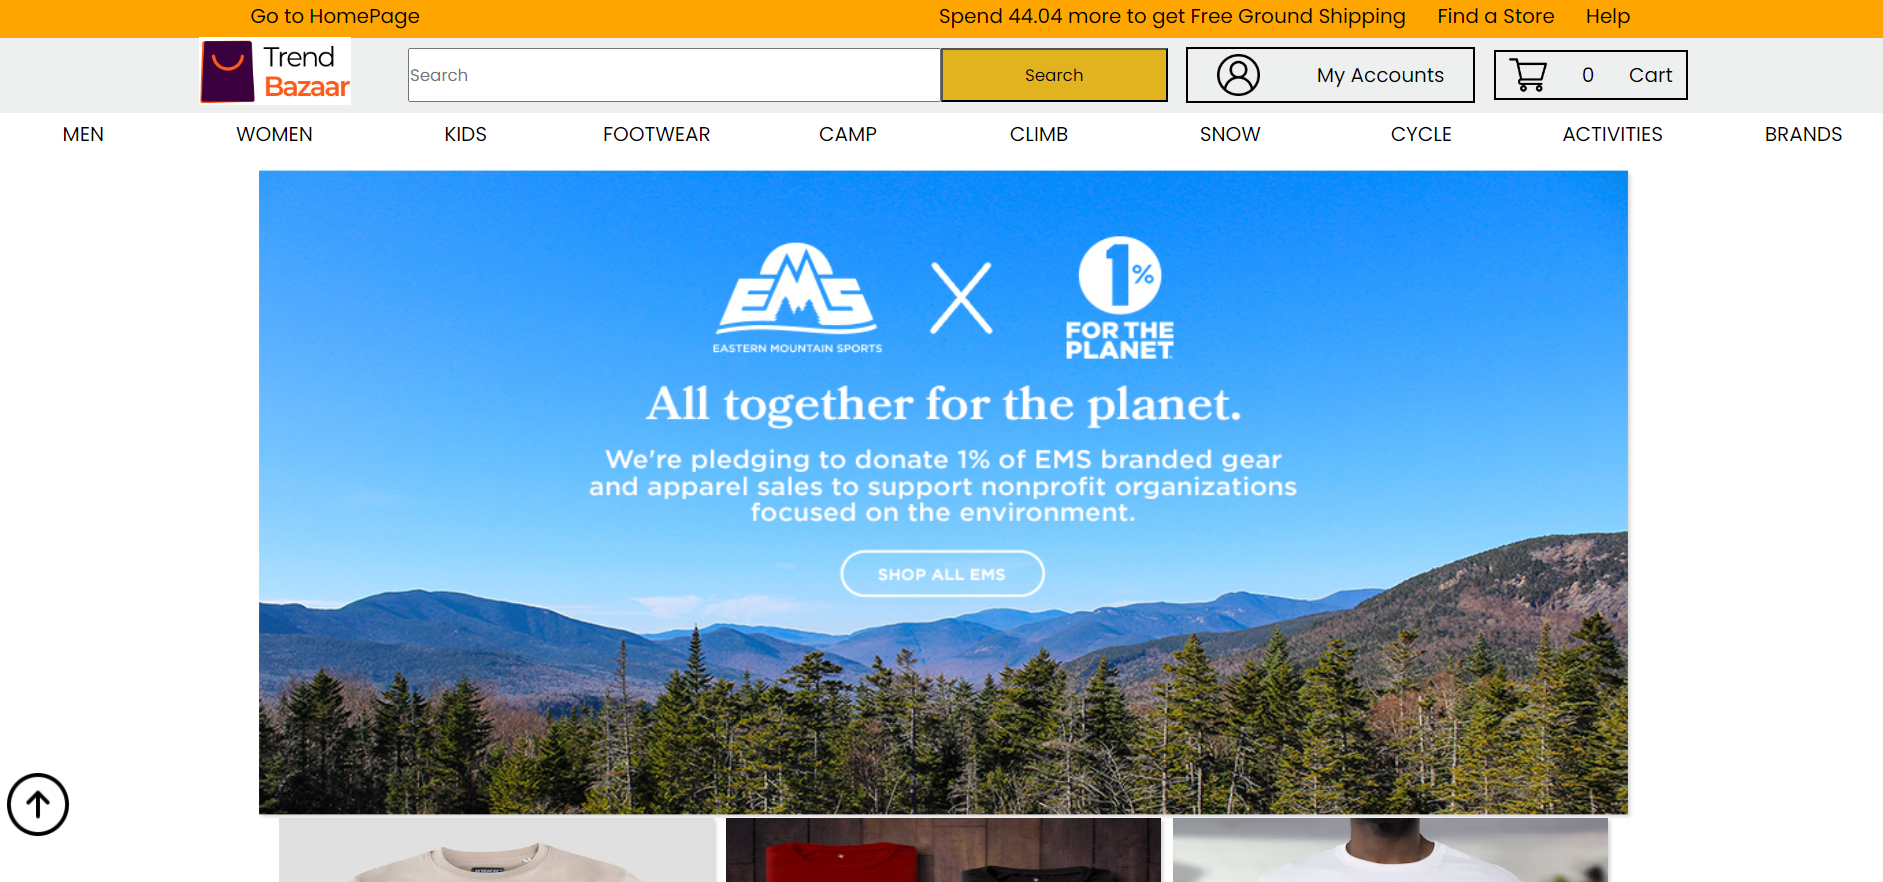 Go to HomePage
Spend 44.04 more to get Free Ground Shipping
Find a Store
Help
Trend
Bazaar
Search
Search
My Accounts
0
Cart
MEN
WOMEN
KIDS
FOOTWEAR
CAMP
CLIMB
SNOW
CYCLE
ACTIVITIES
BRANDS
EMS
EASTERN MOUNTAIN SPORTS
X
1%
FOR THE
PLANET
All together for the planet.
We're pledging to donate 1% of EMS branded gear
and apparel sales to support nonprofit organizations
focused on the environment.
SHOP ALL EMS